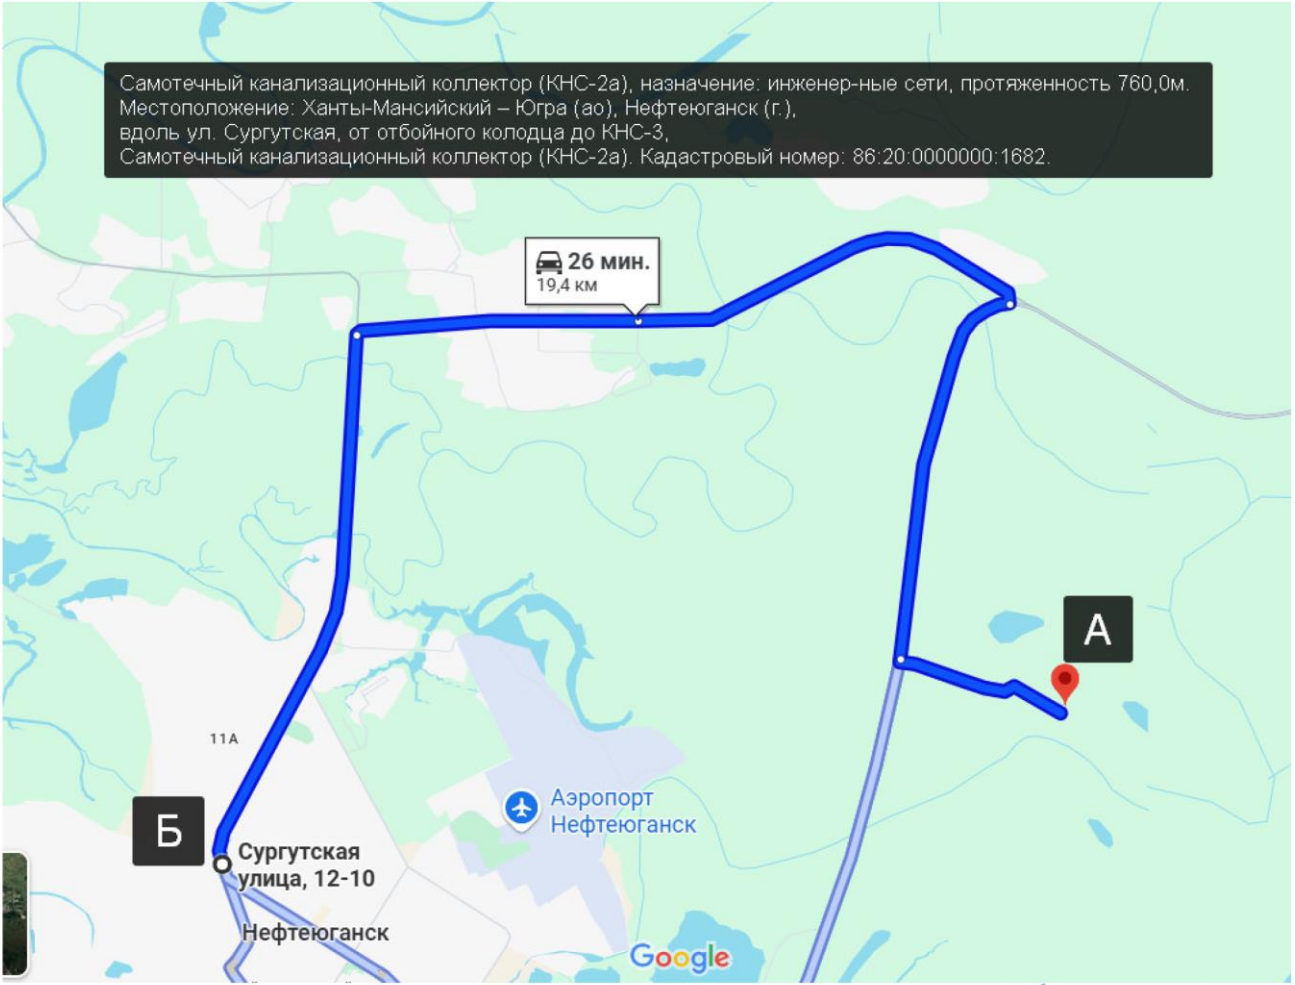 Самотечный канализационный коллектор (КНС-2а), назначение: инженер-ные сети, протяженность 760,0м.
Местоположение: Ханты-Мансийский – Югра (ао), Нефтеюганск (г.),
вдоль ул. Сургутская, от отбойного колодца до КНС-3,
Самотечный канализационный коллектор (КНС-2а). Кадастровый номер: 86:20:0000000:1682.
26 мин.
19,4 км
А
11А
Аэропорт
Нефтеюганск
Б
Сургутская
улица, 12-10
Нефтеюганск
Google